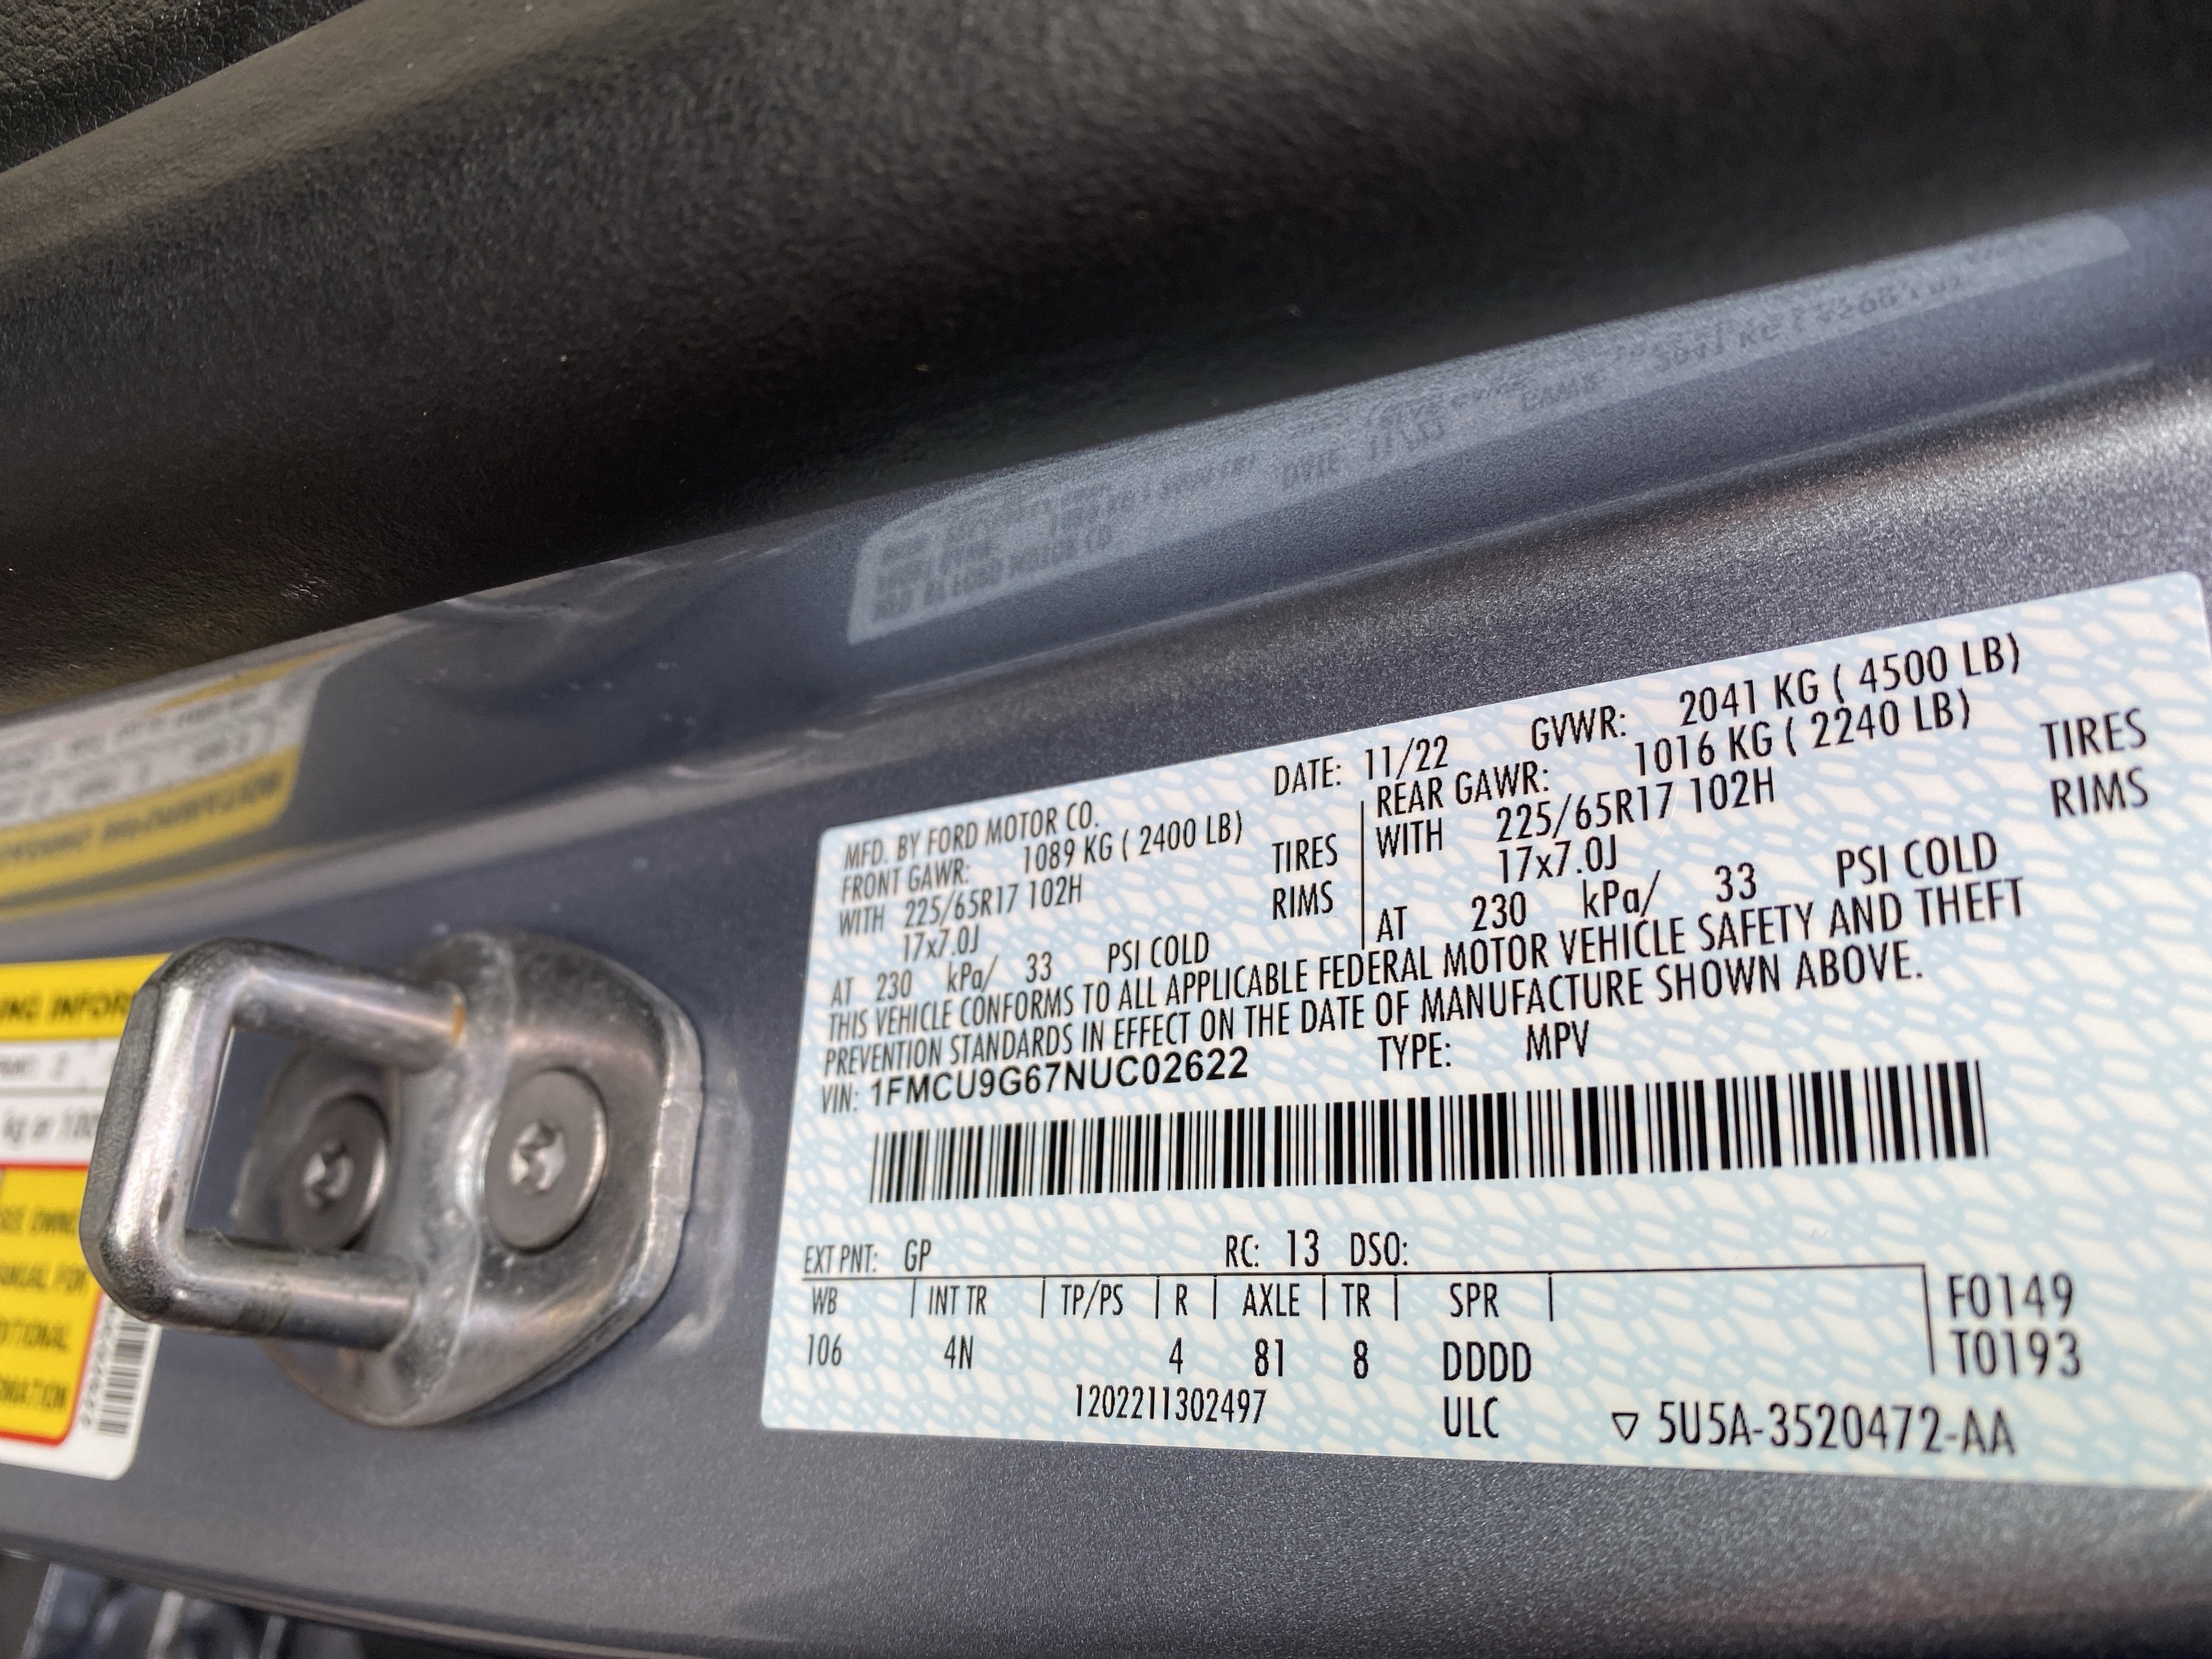 MFD. BY FORD MOTOR CO. DATE: 11/22 GVWR: 2041 KG ( 4500 LB)
FRONT GAWR: 1089 KG ( 2400 LB) REAR GAWR: 1016 KG ( 2240 LB)
WITH 225/65R17 102H TIRES WITH 225/65R17 102H TIRES
17x7.0J RIMS 17x7.0J RIMS
AT 230 kPa/ 33 PSI COLD AT 230 kPa/ 33 PSI COLD
THIS VEHICLE CONFORMS TO ALL APPLICABLE FEDERAL MOTOR VEHICLE SAFETY AND THEFT
PREVENTION STANDARDS IN EFFECT ON THE DATE OF MANUFACTURE SHOWN ABOVE.
VIN: 1FMCU9G67NUC02622 TYPE: MPV
EXT PNT: GP RC: 13 DSO:
WB INT TR TP/PS R AXLE TR SPR F0149
106 4N 4 81 8 DDDD T0193
1202211302497 ULC ▽ 5U5A-3520472-AA
kg or 100
SEE OWNE